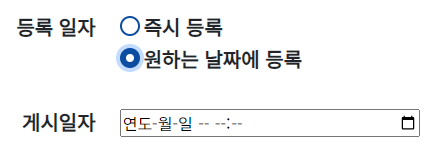 등록 일자 즉시 등록
원하는 날짜에 등록
게시일자 연도-월-일 -- --:--